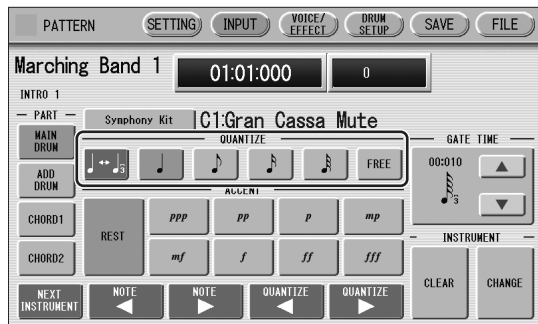 PATTERN SETTING INPUT VOICE/ EFFECT DRUM SETUP SAVE FILE
Marching Band 1 01:01:000 0
INTRO 1
PART Symphony Kit C1:Gran Cassa Mute
MAIN DRUM QUANTIZE GATE TIME
3 FREE 00:010
ADD DRUM 3
ACCENT
CHORD1 REST ppp pp p mp
INSTRUMENT
CHORD2 mf f ff fff CLEAR CHANGE
NEXT INSTRUMENT NOTE NOTE QUANTIZE QUANTIZE